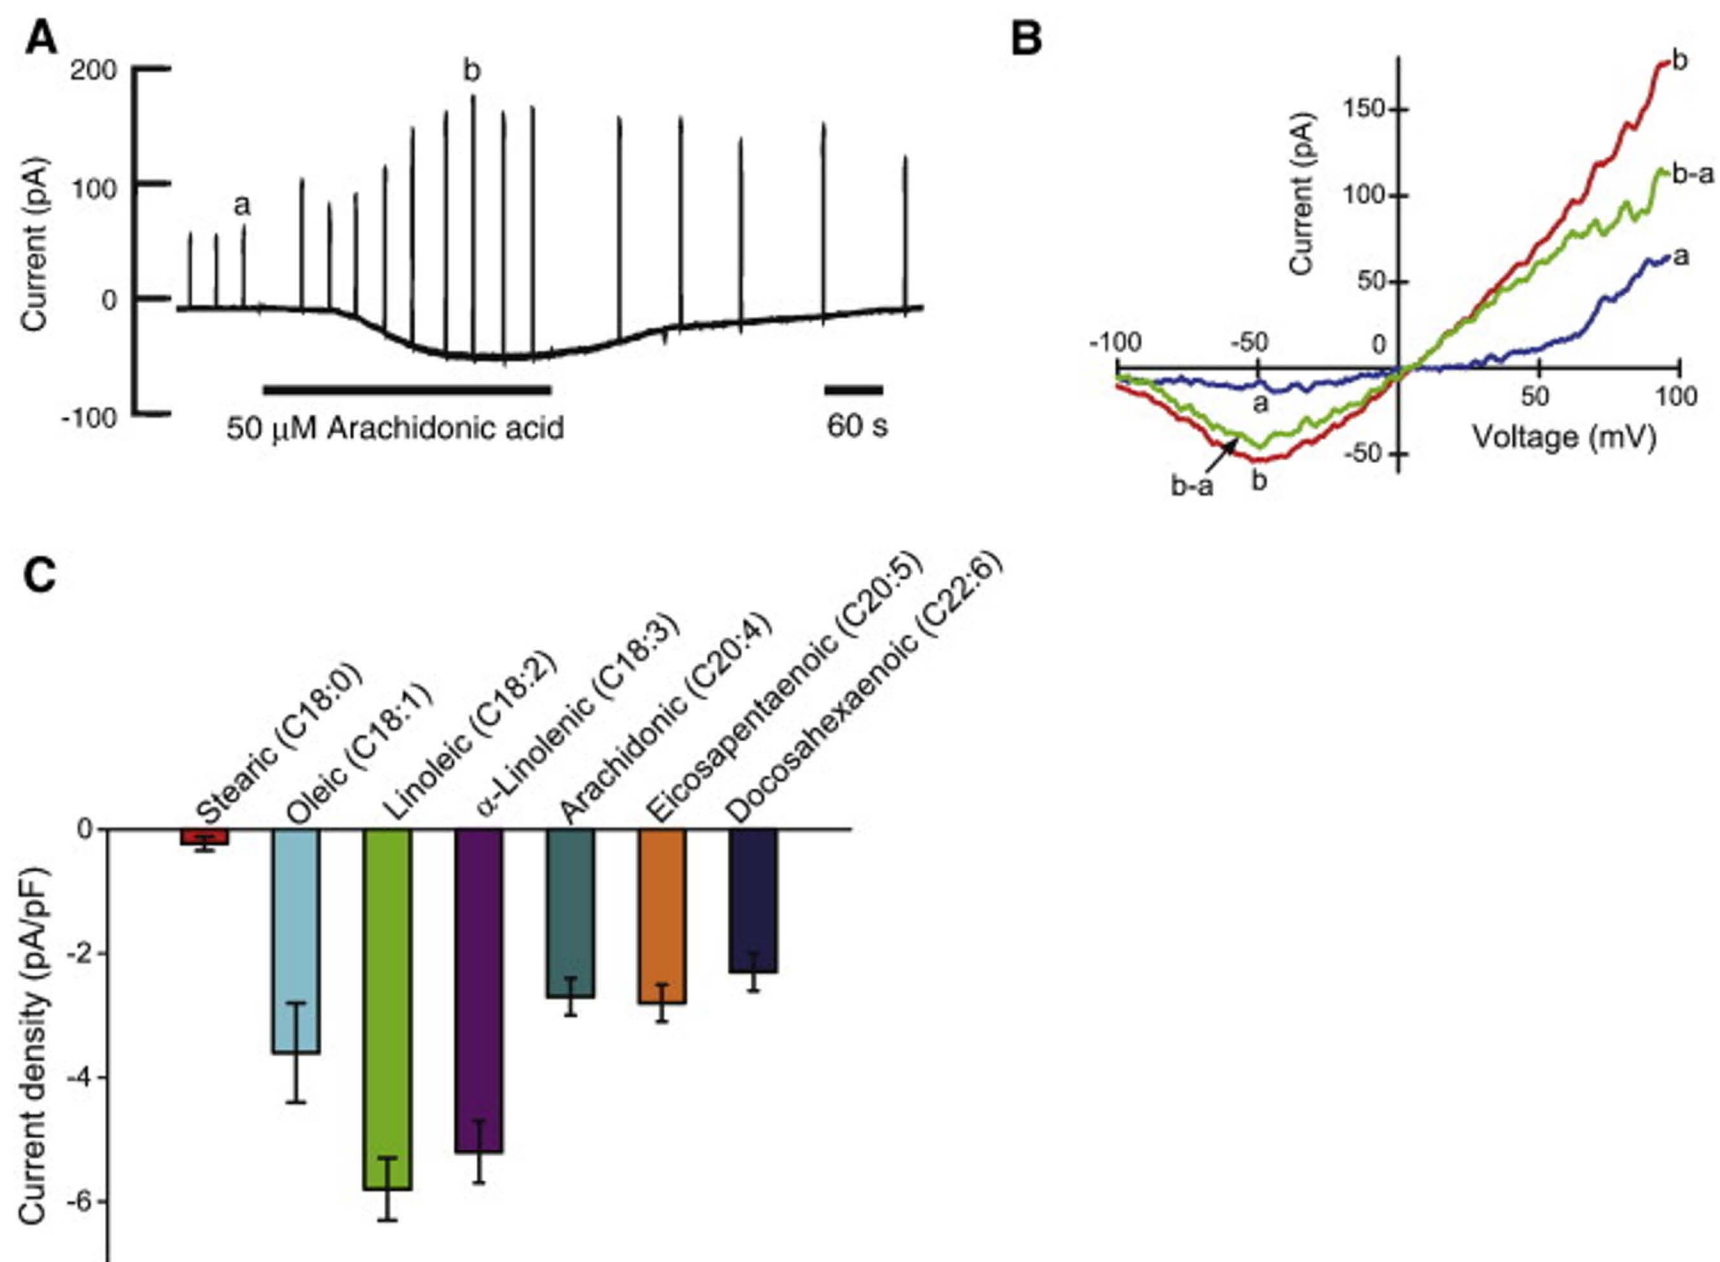 A
B
200
100
0
-100
Current (pA)
a
b
50 μM Arachidonic acid
60 s
Current (pA)
150
100
50
0
-50
-100
-50
50
100
Voltage (mV)
b
b-a
a
a
b-a
b
C
Stearic (C18:0)
Oleic (C18:1)
Linoleic (C18:2)
α-Linolenic (C18:3)
Arachidonic (C20:4)
Eicosapentaenoic (C20:5)
Docosahexaenoic (C22:6)
0
-2
-4
-6
Current density (pA/pF)